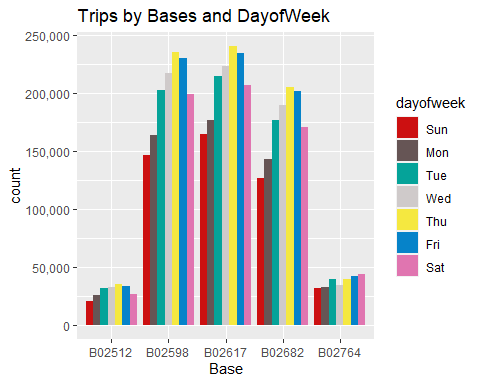 Trips by Bases and DayofWeek
250,000
200,000
150,000
100,000
50,000
0
count
B02512 B02598 B02617 B02682 B02764
Base
dayofweek
Sun
Mon
Tue
Wed
Thu
Fri
Sat